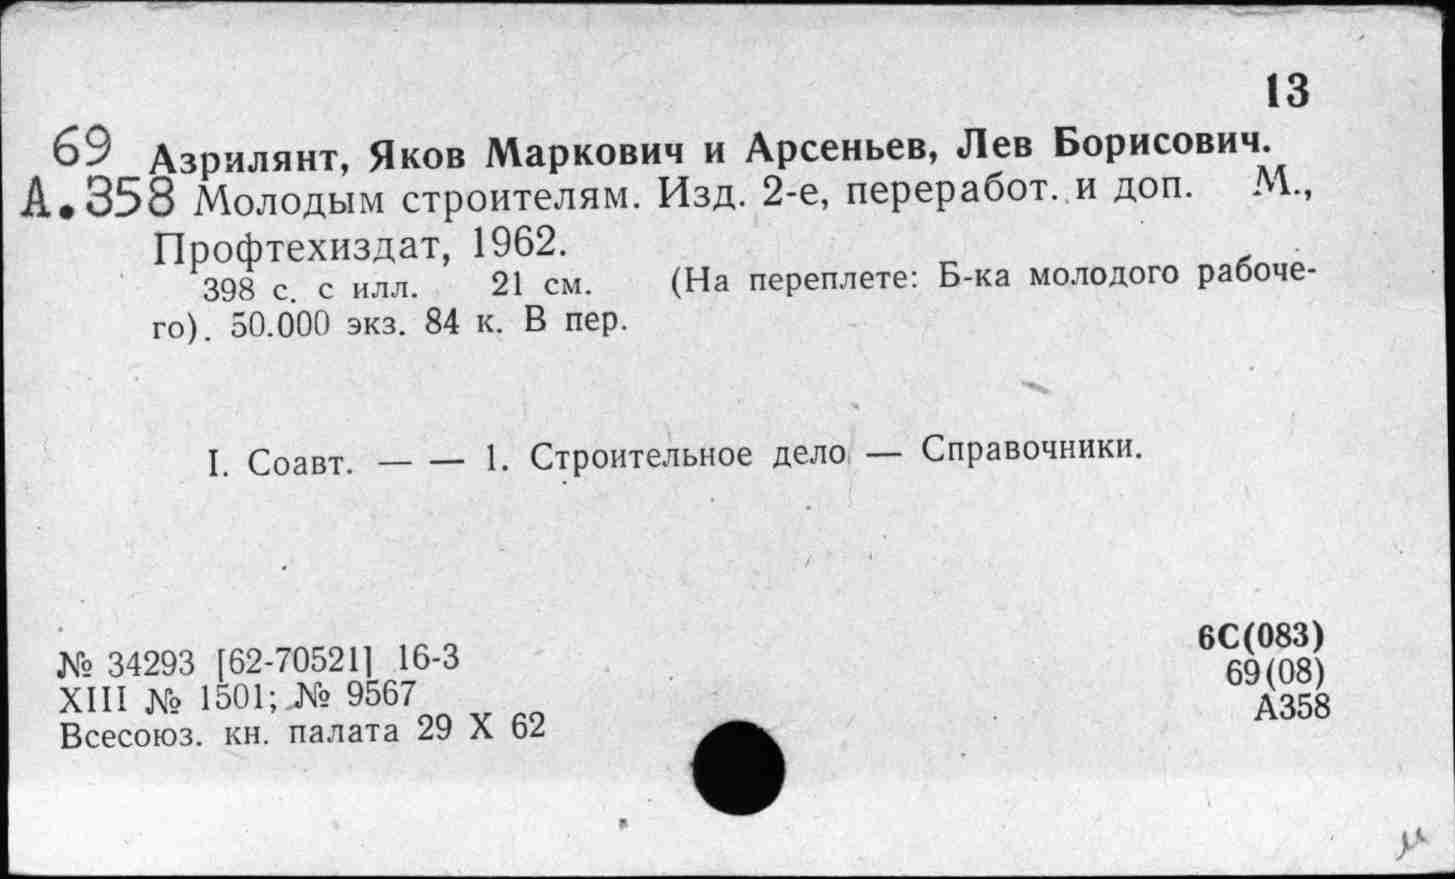 13
69 Азрилянт, Яков Маркович и Арсеньев, Лев Борисович.
А.358 Молодым строителям. Изд. 2-е, переработ. и доп. М.,
Профтехиздат, 1962.
398 с. с илл. 21 см. (На переплете: Б-ка молодого рабоче-
го). 50.000 экз. 84 к. В пер.
I. Соавт. — — 1. Строительное дело — Справочники.
№ 34293 [62-70521] 16-3
XIII № 1501; № 9567
Всесоюз. кн. палата 29 X 62
6С(083)
69(08)
А358